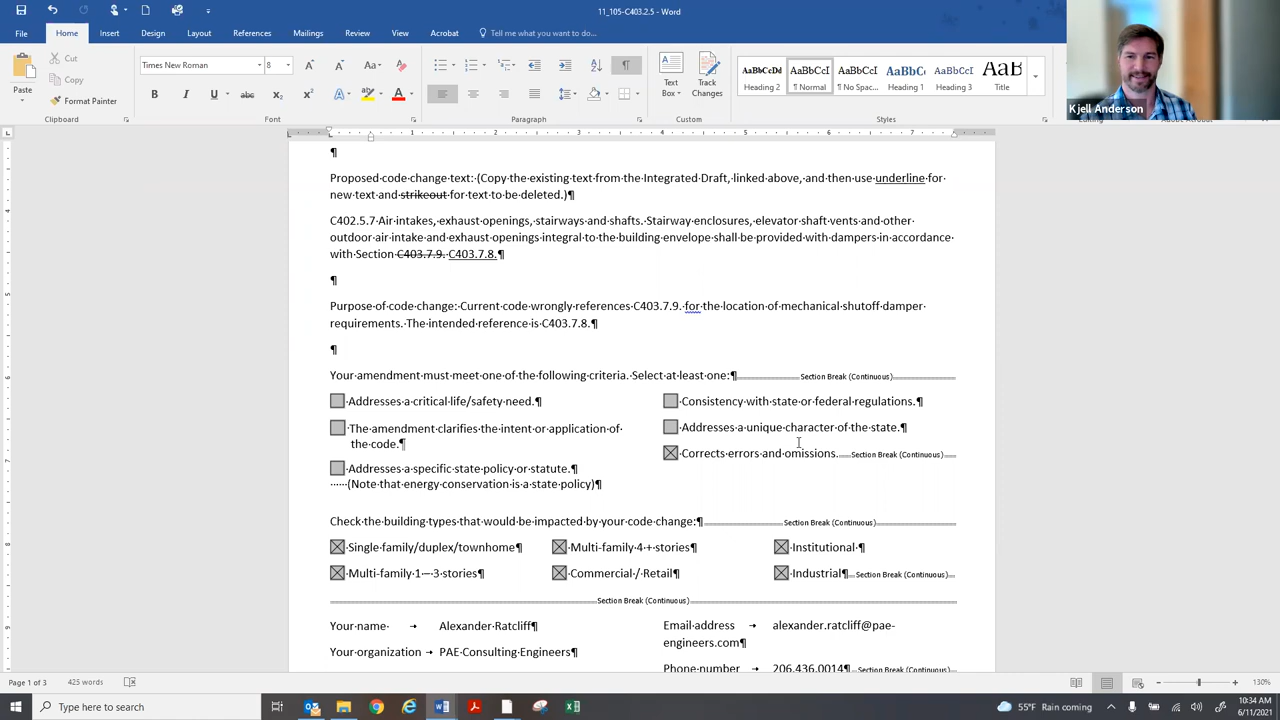 11_105-C403.2.5 - Word
File Home Insert Design Layout References Mailings Review View Acrobat Tell me what you want to do...
Cut
Copy
Format Painter
Paste
Clipboard
Times New Roman 8
Font
Paragraph
Text Box
Track Changes
Custom
AaBbCcDd Heading 2
AaBbCcI ¶ Normal
AaBbCcI ¶ No Spac...
AaBbC Heading 1
AaBbCcI Heading 3
AaB Title
Styles
Kjell Anderson
¶
Proposed code change text: (Copy the existing text from the Integrated Draft, linked above, and then use underline for
new text and strikeout for text to be deleted.)¶
C402.5.7 Air intakes, exhaust openings, stairways and shafts. Stairway enclosures, elevator shaft vents and other
outdoor air intake and exhaust openings integral to the building envelope shall be provided with dampers in accordance
with Section C403.7.9. C403.7.8.¶
¶
Purpose of code change: Current code wrongly references C403.7.9. for the location of mechanical shutoff damper
requirements. The intended reference is C403.7.8.¶
¶
Your amendment must meet one of the following criteria. Select at least one:¶ Section Break (Continuous)
Addresses a critical life/safety need.¶
The amendment clarifies the intent or application of
the code.¶
Addresses a specific state policy or statute.¶
(Note that energy conservation is a state policy)¶
Consistency with state or federal regulations.¶
Addresses a unique character of the state.¶
Corrects errors and omissions. Section Break (Continuous)
Check the building types that would be impacted by your code change:¶ Section Break (Continuous)
Single family/duplex/townhome¶ Multi-family 4 + stories¶ Institutional ¶
Multi-family 1 – 3 stories¶ Commercial / Retail¶ Industrial¶ Section Break (Continuous)
Section Break (Continuous)
Your name → Alexander Ratcliff¶
Your organization → PAE Consulting Engineers¶
Email address → alexander.ratcliff@pae-
engineers.com¶
Phone number → 206.436.0014¶ Section Break (Continuous)
Page 1 of 3 425 words 130%
Type here to search
55°F Rain coming
10:34 AM
6/11/2021